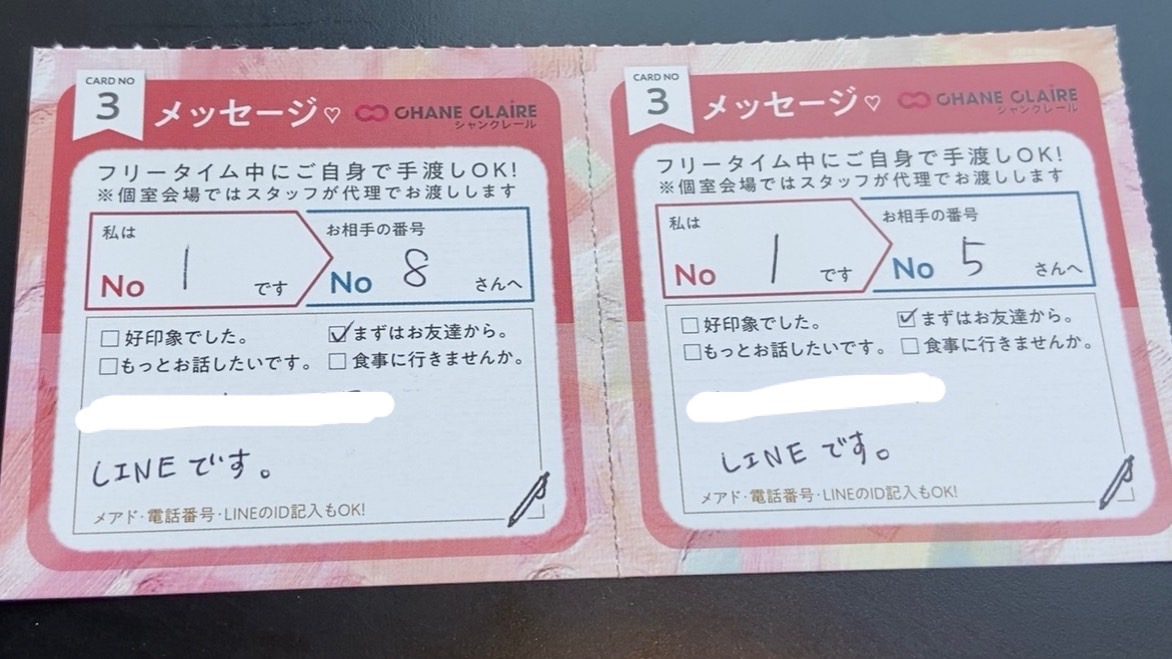 CARD NO
3
メッセージ♡ CHANE CLAIRE
シャンクレール
フリータイム中にご自身で手渡しOK!
※個室会場ではスタッフが代理でお渡しします
私は
No 1 です
お相手の番号
No 8 さんへ
□好印象でした。 ☑まずはお友達から。
□もっとお話したいです。 □食事に行きませんか。
LINEです。
メアド・電話番号・LINEのID記入もOK!
CARD NO
3
メッセージ♡ CHANE CLAIRE
シャンクレール
フリータイム中にご自身で手渡しOK!
※個室会場ではスタッフが代理でお渡しします
私は
No 1 です
お相手の番号
No 5 さんへ
□好印象でした。 ☑まずはお友達から。
□もっとお話したいです。 □食事に行きませんか。
LINEです。
メアド・電話番号・LINEのID記入もOK!